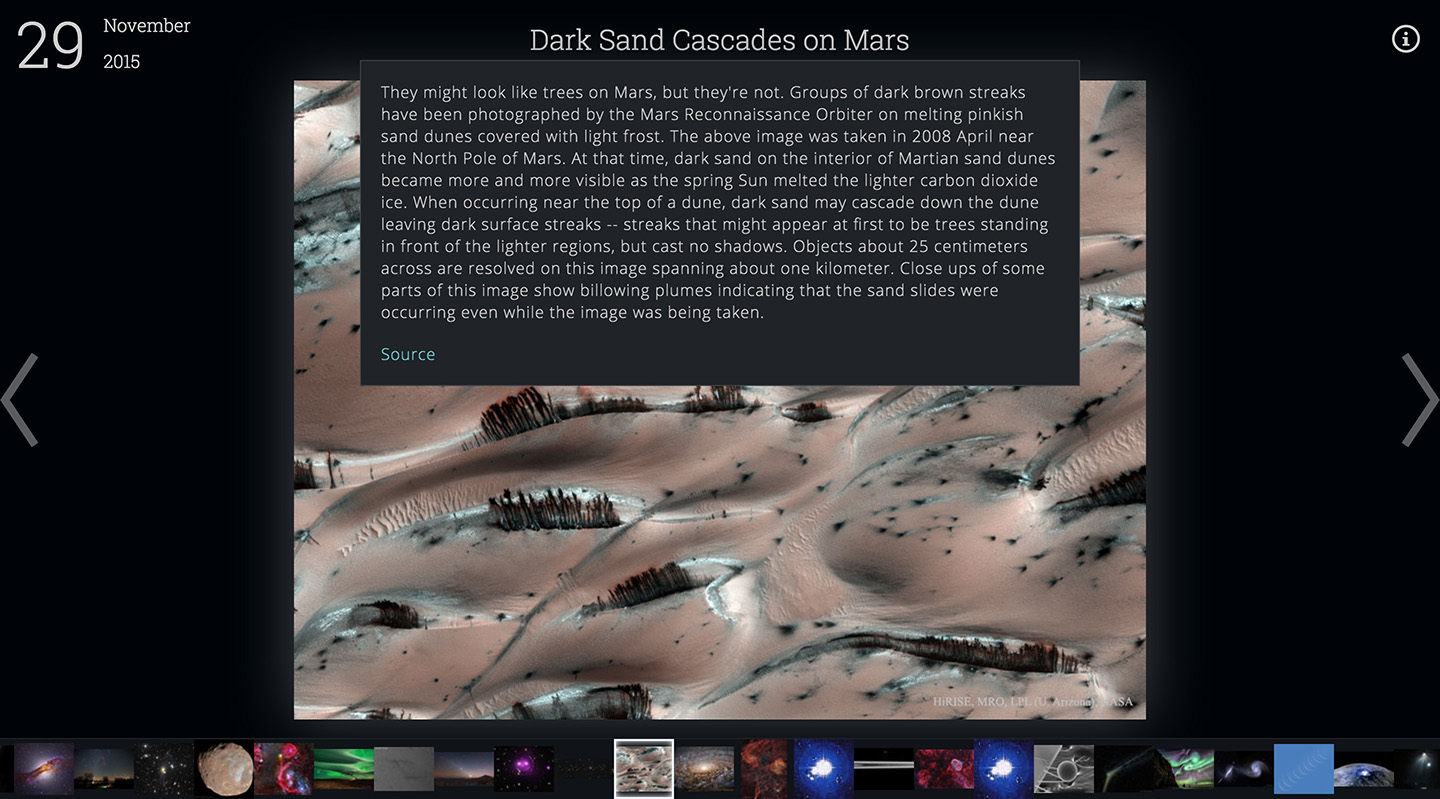 29
November
2015
Dark Sand Cascades on Mars
They might look like trees on Mars, but they're not. Groups of dark brown streaks
have been photographed by the Mars Reconnaissance Orbiter on melting pinkish
sand dunes covered with light frost. The above image was taken in 2008 April near
the North Pole of Mars. At that time, dark sand on the interior of Martian sand dunes
became more and more visible as the spring Sun melted the lighter carbon dioxide
ice. When occurring near the top of a dune, dark sand may cascade down the dune
leaving dark surface streaks -- streaks that might appear at first to be trees standing
in front of the lighter regions, but cast no shadows. Objects about 25 centimeters
across are resolved on this image spanning about one kilometer. Close ups of some
parts of this image show billowing plumes indicating that the sand slides were
occurring even while the image was being taken.
Source
HiRISE, MRO, LPL (U. Arizona), NASA